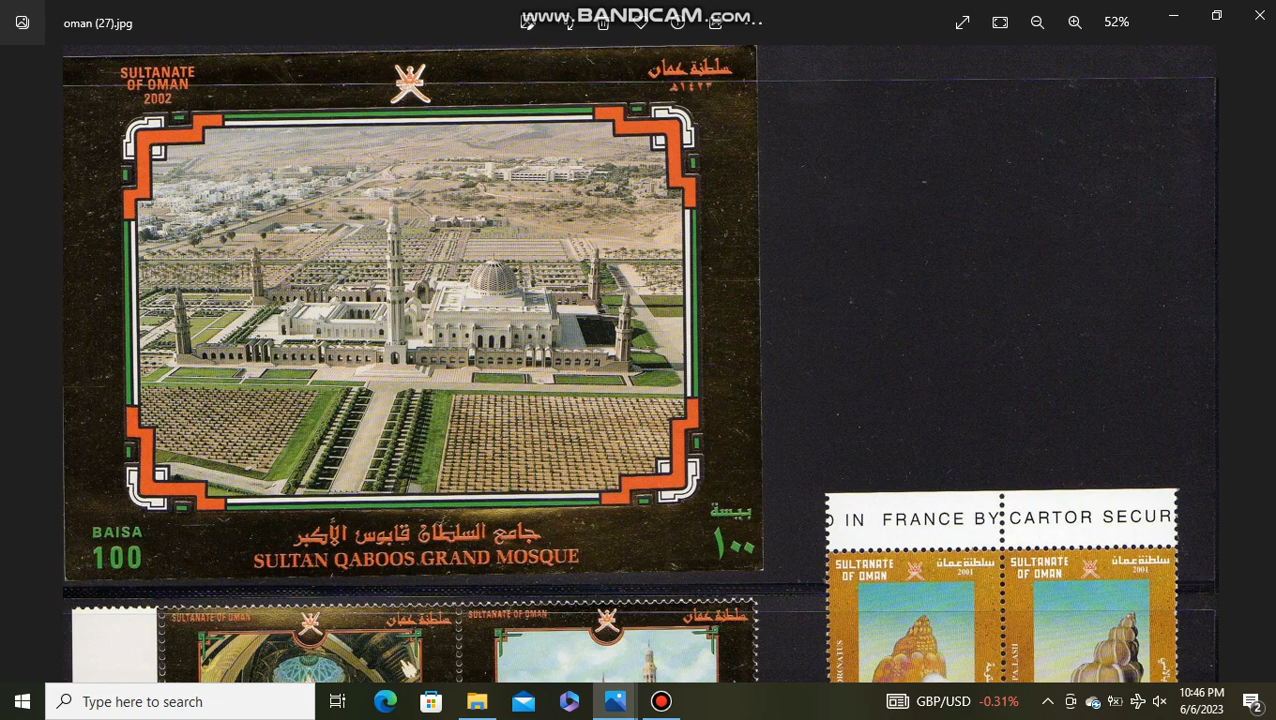 oman (27).jpg
www.BANDICAM.com
52%
SULTANATE
OF OMAN
2002
سلطنة عمان
١٤٢٣هـ
BAISA
100
جامع السلطان قابوس الأكبر
SULTAN QABOOS GRAND MOSQUE
بيسة
١٠٠
IN FRANCE BY CARTOR SECUR
SULTANATE OF OMAN
سلطنة عمان
SULTANATE OF OMAN
سلطنة عمان
SULTANATE
OF OMAN
سلطنة عمان
2001
SULTANATE
OF OMAN
سلطنة عمان
2001
Type here to search
GBP/USD -0.31%
10:46 PM
6/6/2023
2